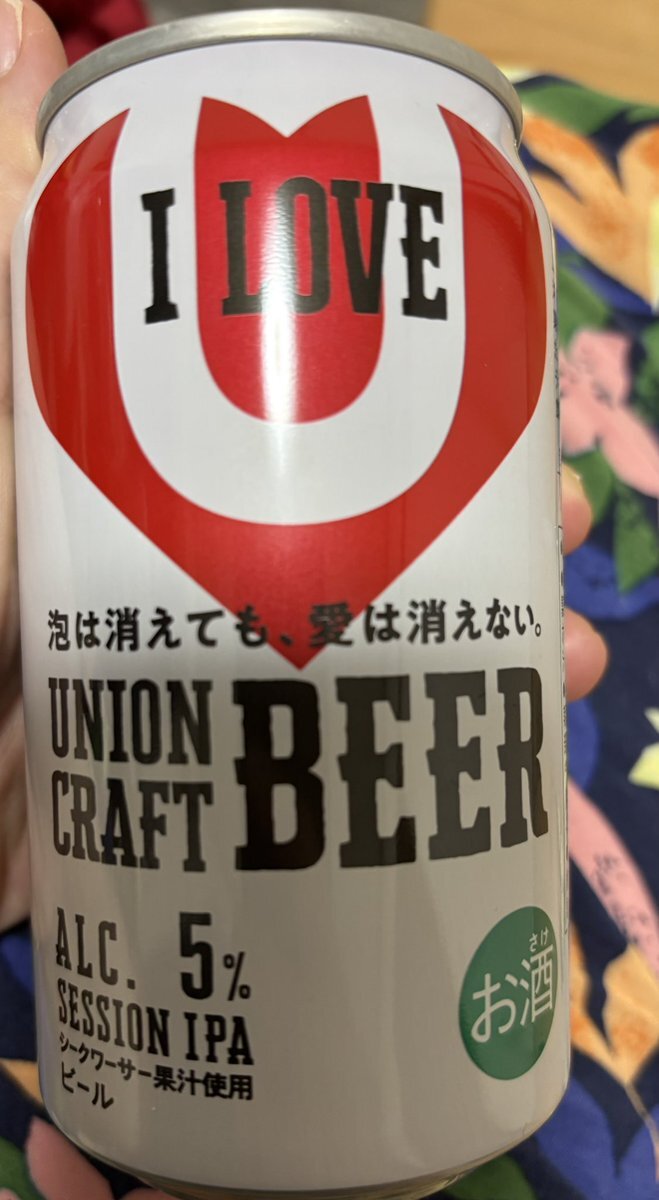 I LOVE
U
泡は消えても、愛は消えない。
UNION
CRAFT
BEER
ALC. 5%
SESSION IPA
シークワーサー果汁使用
ビール
さけ
お酒